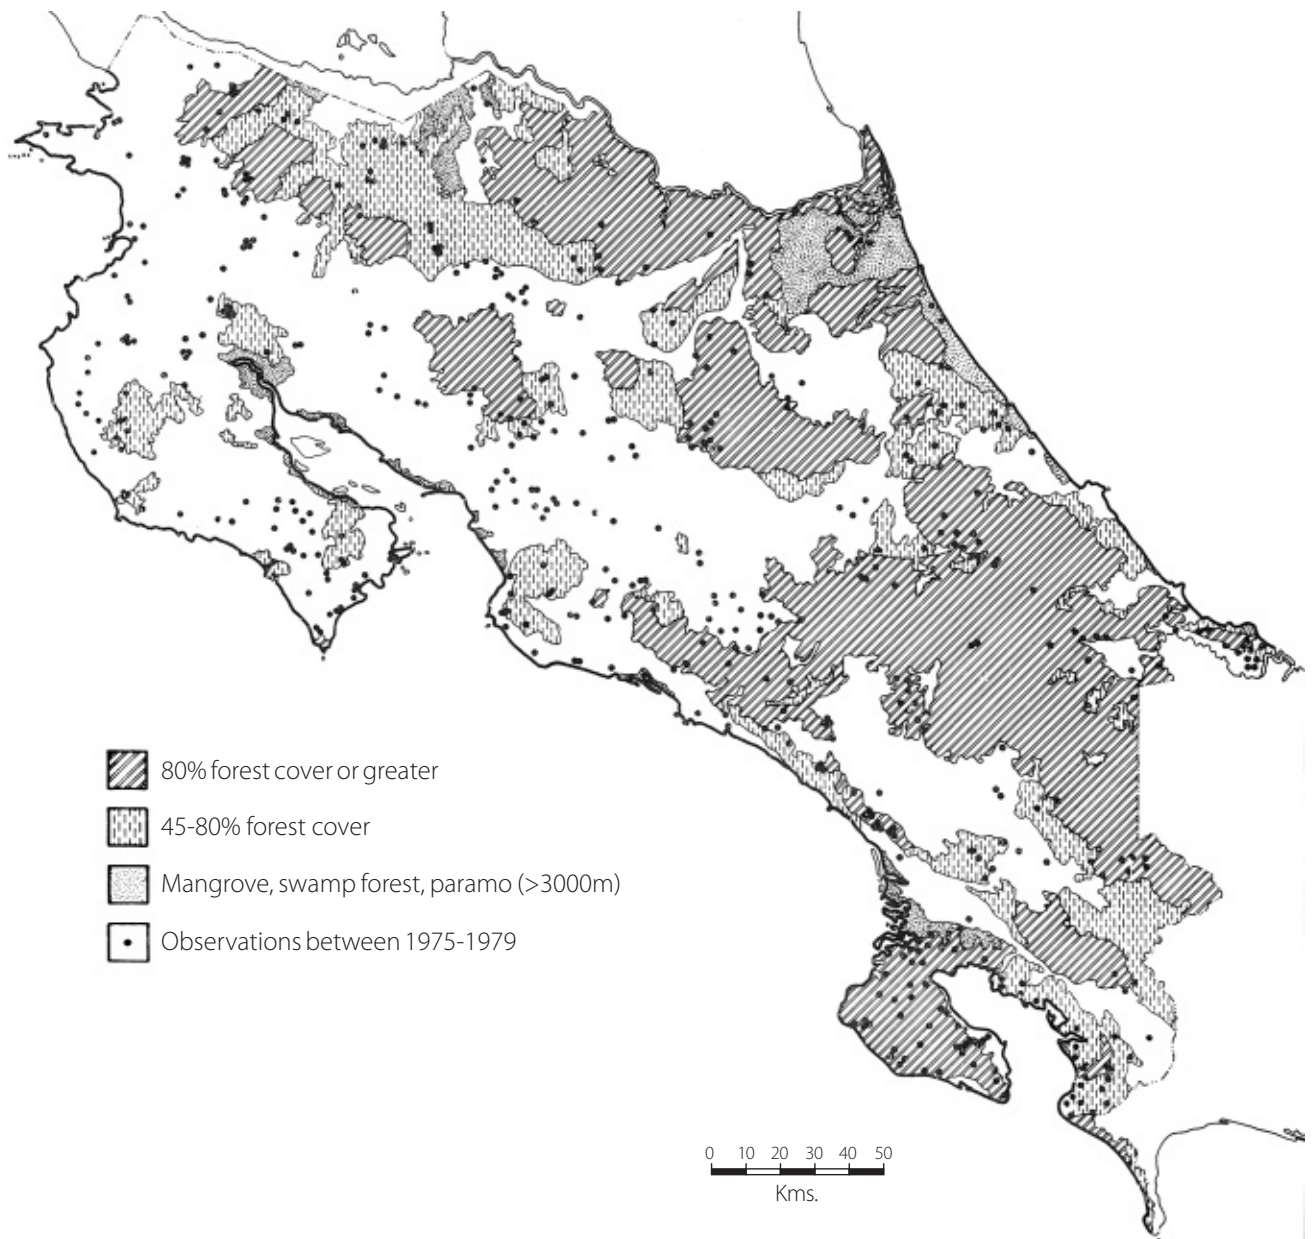 80% forest cover or greater
45-80% forest cover
Mangrove, swamp forest, paramo (>3000m)
Observations between 1975-1979
0 10 20 30 40 50
Kms.